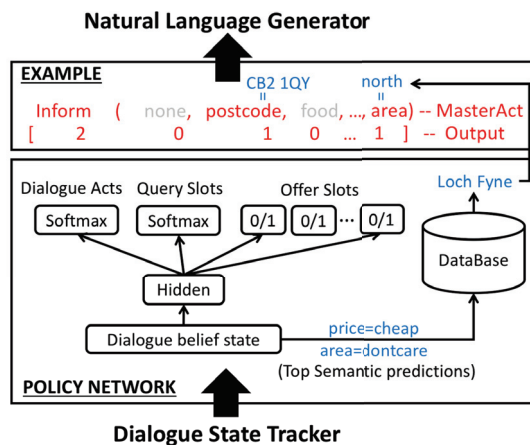 Natural Language Generator
EXAMPLE
CB2 1QY north
Inform ( none, postcode, food, ..., area) -- MasterAct
[ 2 0 1 0 ... 1 ] -- Output
Loch Fyne
Dialogue Acts Query Slots Offer Slots
Softmax Softmax 0/1 0/1 ... 0/1
DataBase
Hidden
Dialogue belief state
price=cheap
area=dontcare
(Top Semantic predictions)
POLICY NETWORK
Dialogue State Tracker